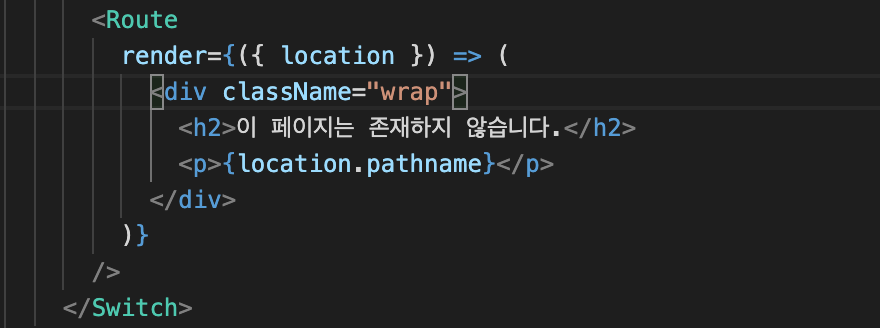 <Route
render={({ location }) => (
<div className="wrap">
<h2>이 페이지는 존재하지 않습니다.</h2>
<p>{location.pathname}</p>
</div>
)}
/>
</Switch>